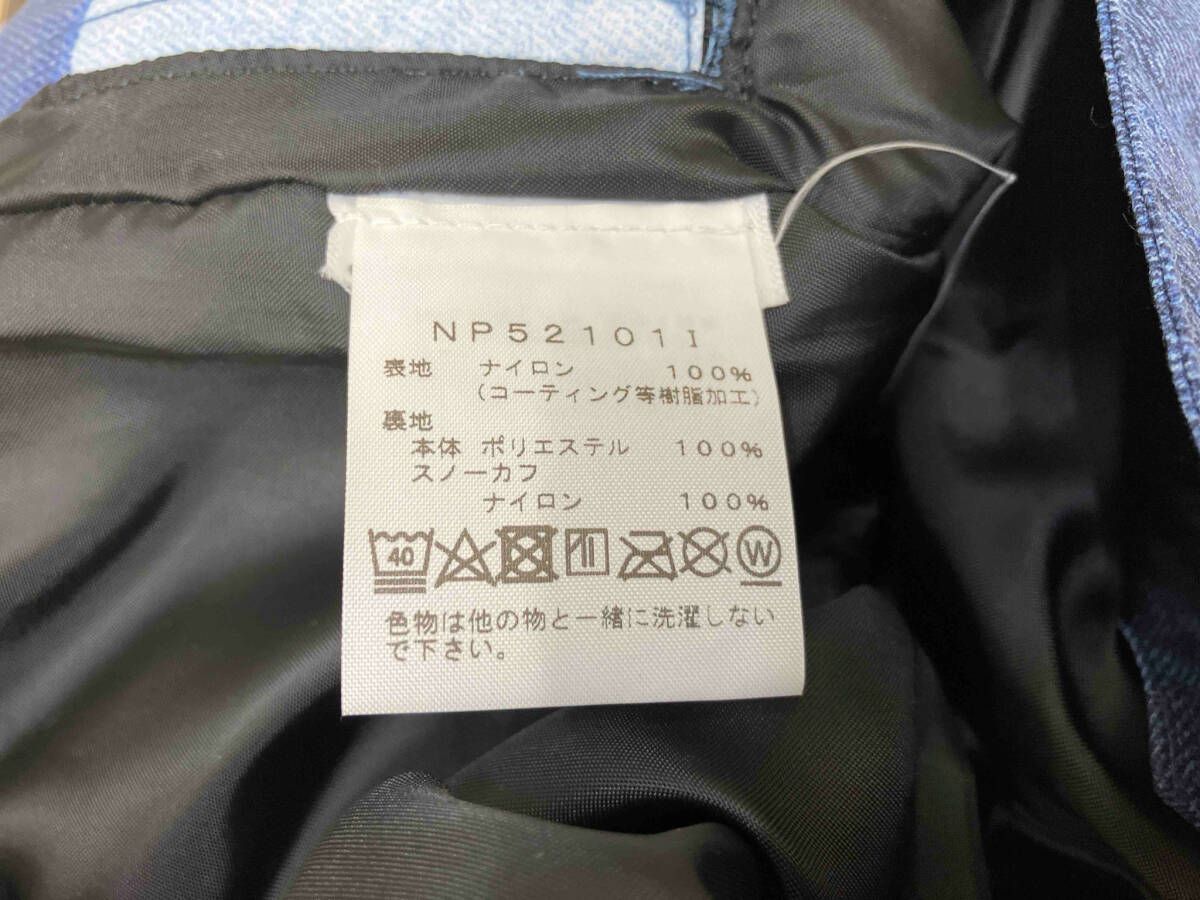 NP52101I
表地 ナイロン 100%
(コーティング等樹脂加工)
裏地
本体 ポリエステル 100%
スノーカフ
ナイロン 100%
40 W
色物は他の物と一緒に洗濯しない
で下さい。